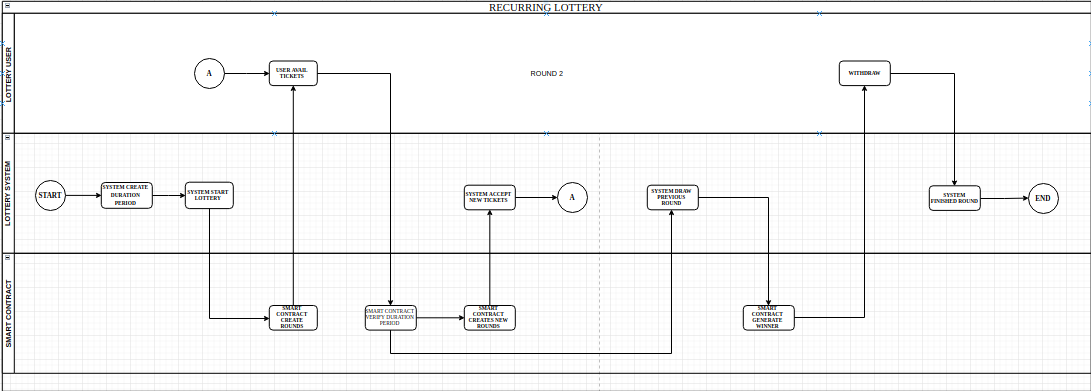 RECURRING LOTTERY
LOTTERY USER
A
USER AVAIL
TICKETS
ROUND 2
WITHDRAW
LOTTERY SYSTEM
START
SYSTEM CREATE
DURATION
PERIOD
SYSTEM START
LOTTERY
SYSTEM ACCEPT
NEW TICKETS
A
SYSTEM DRAW
PREVIOUS
ROUND
SYSTEM
FINISHED ROUND
END
SMART CONTRACT
SMART
CONTRACT
CREATE
ROUNDS
SMART CONTRACT
VERIFY DURATION
PERIOD
SMART
CONTRACT
CREATES NEW
ROUNDS
SMART
CONTRACT
GENERATE
WINNER